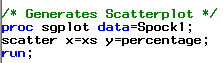 /* Generates Scatterplot */
proc sgplot data=Spockl;
scatter x=xs y=percentage;
run;